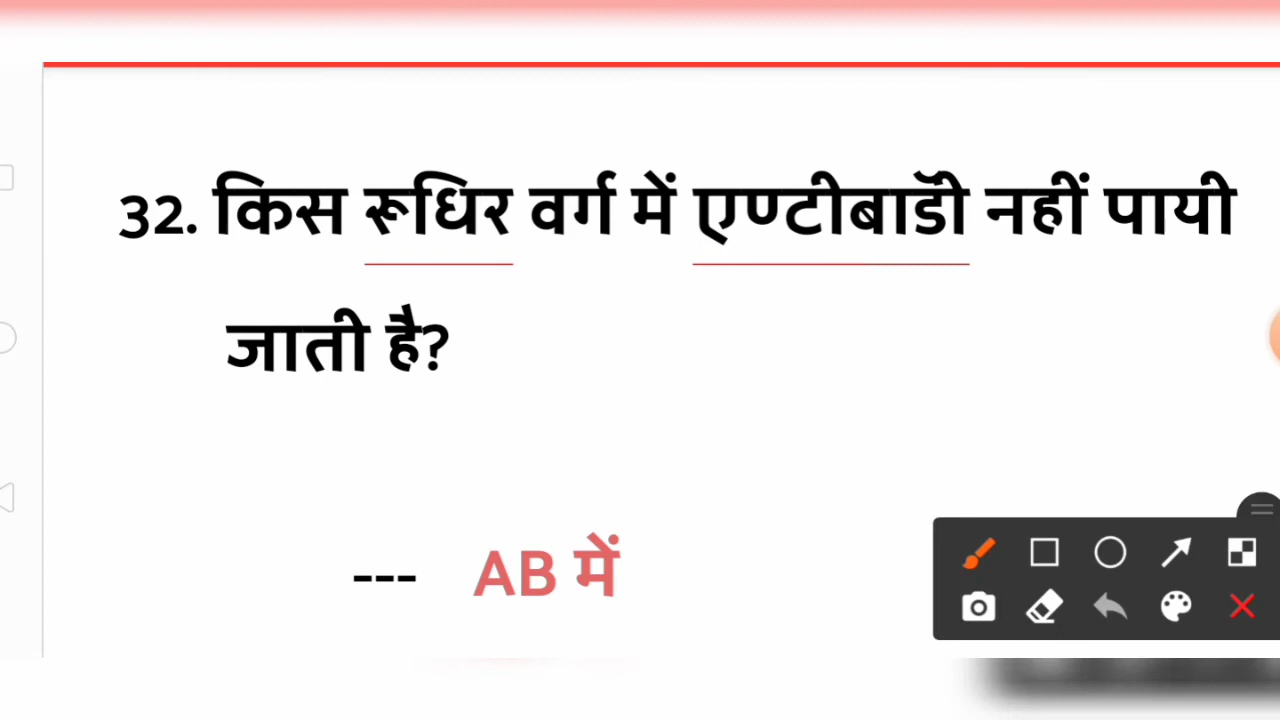 32. किस रूधिर वर्ग में एण्टीबाडॅी नहीं पायी
जाती है?
--- AB में